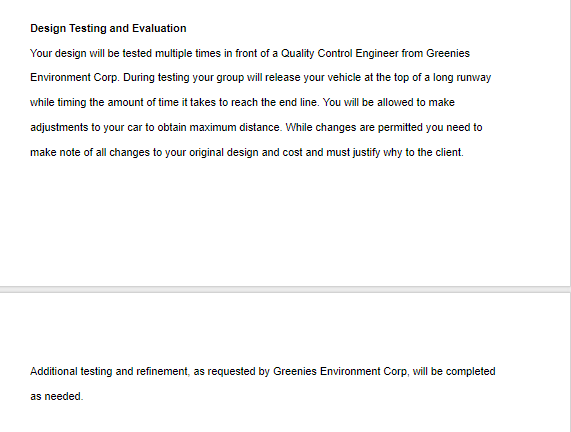 Design Testing and Evaluation
Your design will be tested multiple times in front of a Quality Control Engineer from Greenies
Environment Corp. During testing your group will release your vehicle at the top of a long runway
while timing the amount of time it takes to reach the end line. You will be allowed to make
adjustments to your car to obtain maximum distance. While changes are permitted you need to
make note of all changes to your original design and cost and must justify why to the client.
Additional testing and refinement, as requested by Greenies Environment Corp, will be completed
as needed.